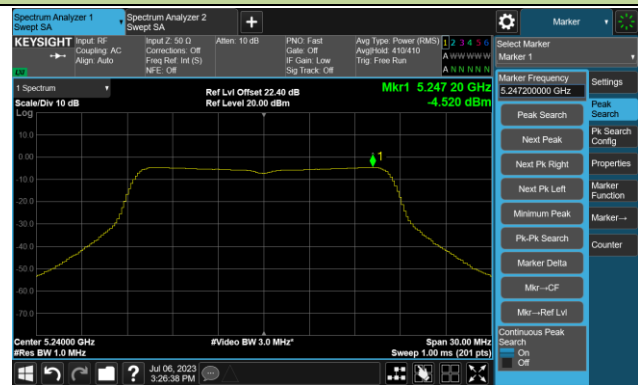 Spectrum Analyzer 1
Swept SA
Spectrum Analyzer 2
Swept SA
+
Marker
KEYSIGHT
Input: RF
Coupling: AC
Align: Auto
Input Z: 50 Ω
Corrections: Off
Freq Ref: Int (S)
NFE: Off
Atten: 10 dB
PNO: Fast
Gate: Off
IF Gain: Low
Sig Track: Off
Avg Type: Power (RMS)
Avg|Hold: 410/410
Trig: Free Run
1 2 3 4 5 6
A W W W W W
A N N N N N
Select Marker
Marker 1
1 Spectrum
Scale/Div 10 dB
Log
Ref Lvl Offset 22.40 dB
Ref Level 20.00 dBm
Mkr1 5.247 20 GHz
-4.520 dBm
10.0
0.00
-10.0
-20.0
-30.0
-40.0
-50.0
-60.0
-70.0
1
Center 5.24000 GHz
#Res BW 1.0 MHz
#Video BW 3.0 MHz*
Span 30.00 MHz
Sweep 1.00 ms (201 pts)
Marker Frequency
5.247200000 GHz
Peak Search
Next Peak
Next Pk Right
Next Pk Left
Minimum Peak
Pk-Pk Search
Marker Delta
Mkr→CF
Mkr→Ref Lvl
Continuous Peak
Search
On
Off
Settings
Peak
Search
Pk Search
Config
Properties
Marker
Function
Marker→
Counter
?
Jul 06, 2023
3:26:38 PM